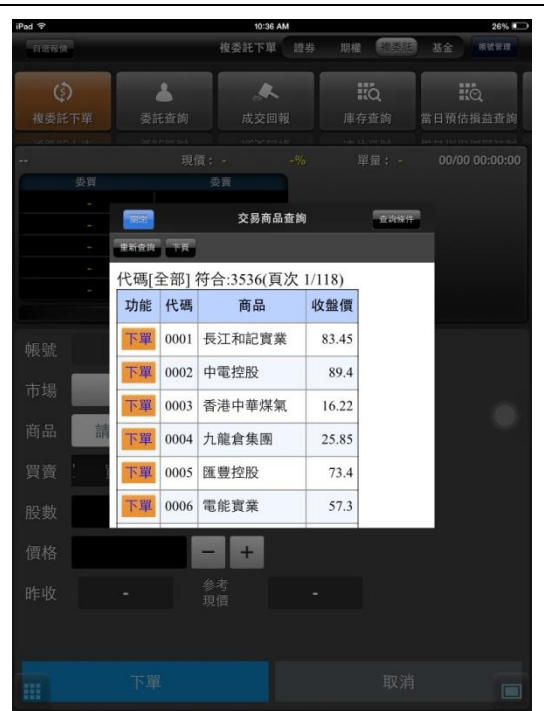 iPad 10:36 AM 26%
自選報價 複委託下單 證券 期權 複委託 基金 帳號管理
複委託下單 委託查詢 成交回報 庫存查詢 當日預估損益查詢
-- 現價： - -% 單量： - 00/00 00:00:00
委買 委賣
-
-
-
-
-
關閉 交易商品查詢 查詢條件
重新查詢 下頁
代碼[全部] 符合:3536(頁次 1/118)
功能 代碼 商品 收盤價
下單 0001 長江和記實業 83.45
下單 0002 中電控股 89.4
下單 0003 香港中華煤氣 16.22
下單 0004 九龍倉集團 25.85
下單 0005 匯豐控股 73.4
下單 0006 電能實業 57.3
帳號
市場
商品 請
買賣
股數
價格 − +
昨收 - 參考現價 -
下單 取消